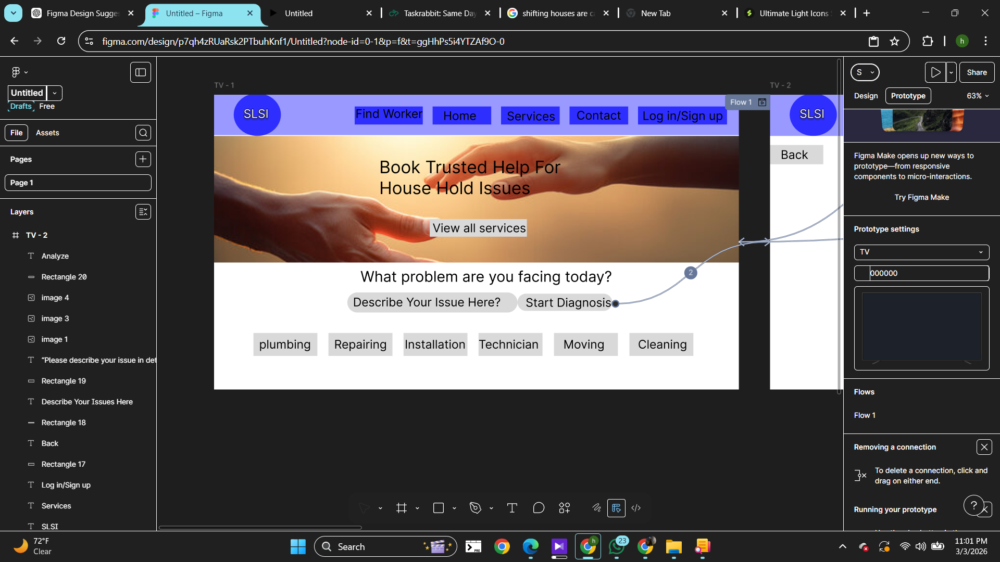 Figma Design Sugges
Untitled – Figma
Untitled
Taskrabbit: Same Day
shifting houses are ca
New Tab
Ultimate Light Icons
figma.com/design/p7qh4zRUaRsk2PTbuhKnf1/Untitled?node-id=0-1&p=f&t=ggHhPs5i4YTZAf9O-0
h
Untitled
Drafts Free
File Assets
Pages
Page 1
Layers
TV - 2
Analyze
Rectangle 20
image 4
image 3
image 1
“Please describe your issue in det
Rectangle 19
Describe Your Issues Here
Rectangle 18
Back
Rectangle 17
Log in/Sign up
Services
SLSI
TV - 1
SLSI
Find Worker
Home
Services
Contact
Log in/Sign up
Flow 1
Book Trusted Help For
House Hold Issues
View all services
What problem are you facing today?
Describe Your Issue Here?
Start Diagnosis
2
plumbing
Repairing
Installation
Technician
Moving
Cleaning
TV - 2
SLSI
Back
S
Share
Design Prototype 63%
Figma Make opens up new ways to
prototype—from responsive
components to micro-interactions.
Try Figma Make
Prototype settings
TV
000000
Flows
Flow 1
Removing a connection
To delete a connection, click and
drag on either end.
Running your prototype
?
72°F
Clear
Search
PRE
h
23
11:01 PM
3/3/2026